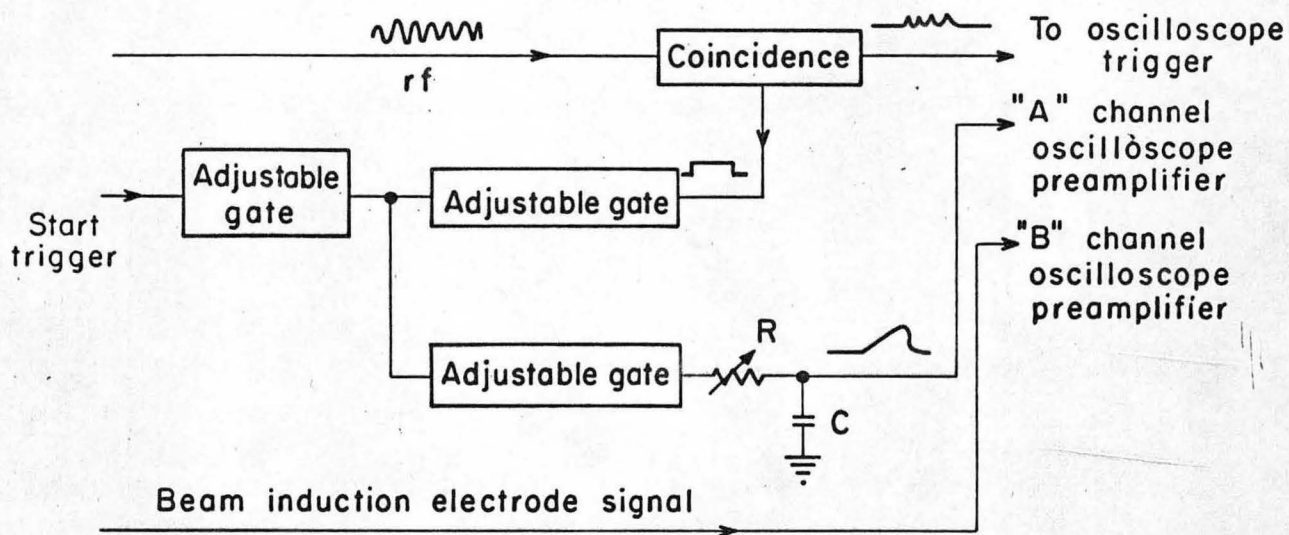 rf
Coincidence
To oscilloscope
trigger
"A" channel
oscilloscope
preamplifier
"B" channel
oscilloscope
preamplifier
Start
trigger
Adjustable
gate
Adjustable gate
Adjustable gate
R
C
Beam induction electrode signal